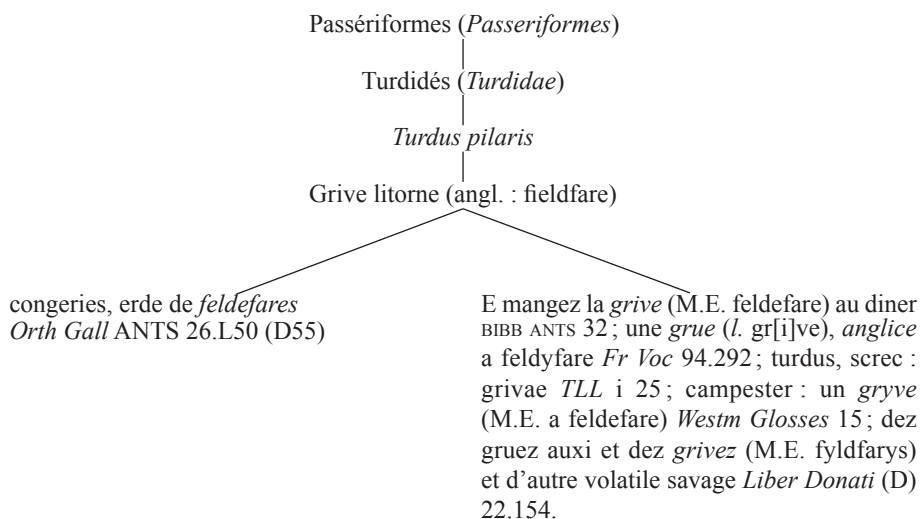 Passériformes (Passeriformes)
Turdidés (Turdidae)
Turdus pilaris
Grive litorne (angl. : fieldfare)
congeries, erde de feldefares
Orth Gall ANTS 26.L50 (D55)
E mangez la grive (M.E. feldefare) au diner
BIBB ANTS 32 ; une grue (l. gr[i]ve), anglice
a feldyfare Fr Voc 94.292 ; turdus, screc :
grivae TLL i 25 ; campester : un gryve
(M.E. a feldefare) Westm Glosses 15 ; dez
gruez auxi et dez grivez (M.E. fyldfarys)
et d'autre volatile savage Liber Donati (D)
22.154.